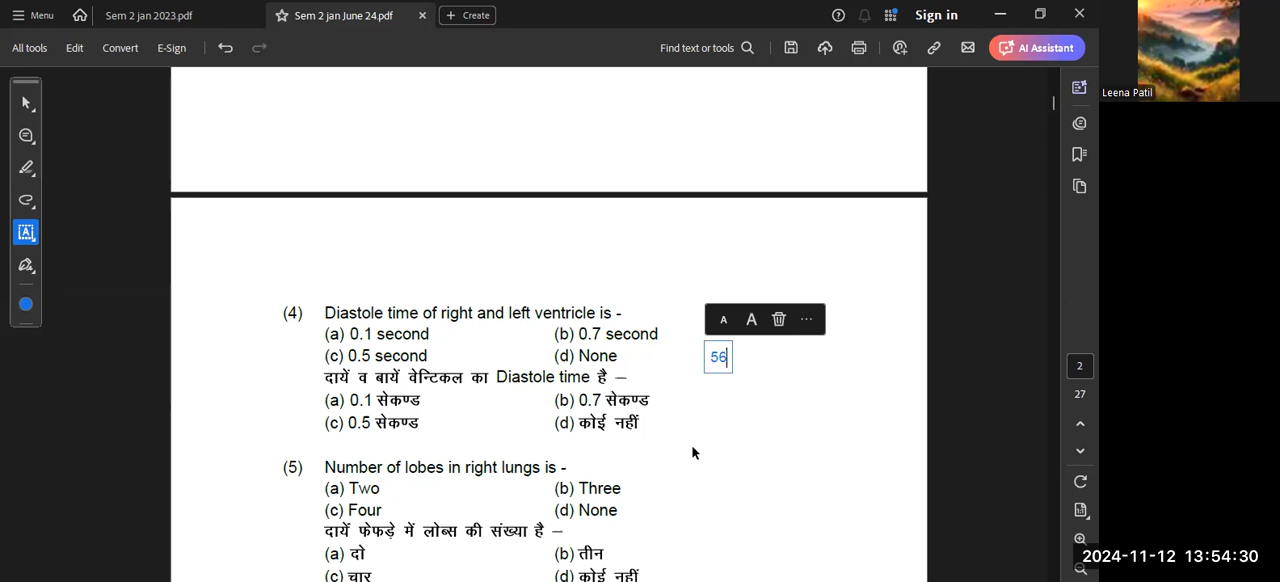 Menu
Sem 2 jan 2023.pdf
Sem 2 jan June 24.pdf
Create
Sign in
All tools
Edit
Convert
E-Sign
Find text or tools
AI Assistant
Leena Patil
(4) Diastole time of right and left ventricle is -
(a) 0.1 second (b) 0.7 second
(c) 0.5 second (d) None
दायें व बायें वेन्टिकल का Diastole time है –
(a) 0.1 सेकण्ड (b) 0.7 सेकण्ड
(c) 0.5 सेकण्ड (d) कोई नहीं
A A ...
56
(5) Number of lobes in right lungs is -
(a) Two (b) Three
(c) Four (d) None
दायें फेफड़े में लोब्स की संख्या है –
(a) दो (b) तीन
(c) चार (d) कोई नहीं
2
27
2024-11-12 13:54:30